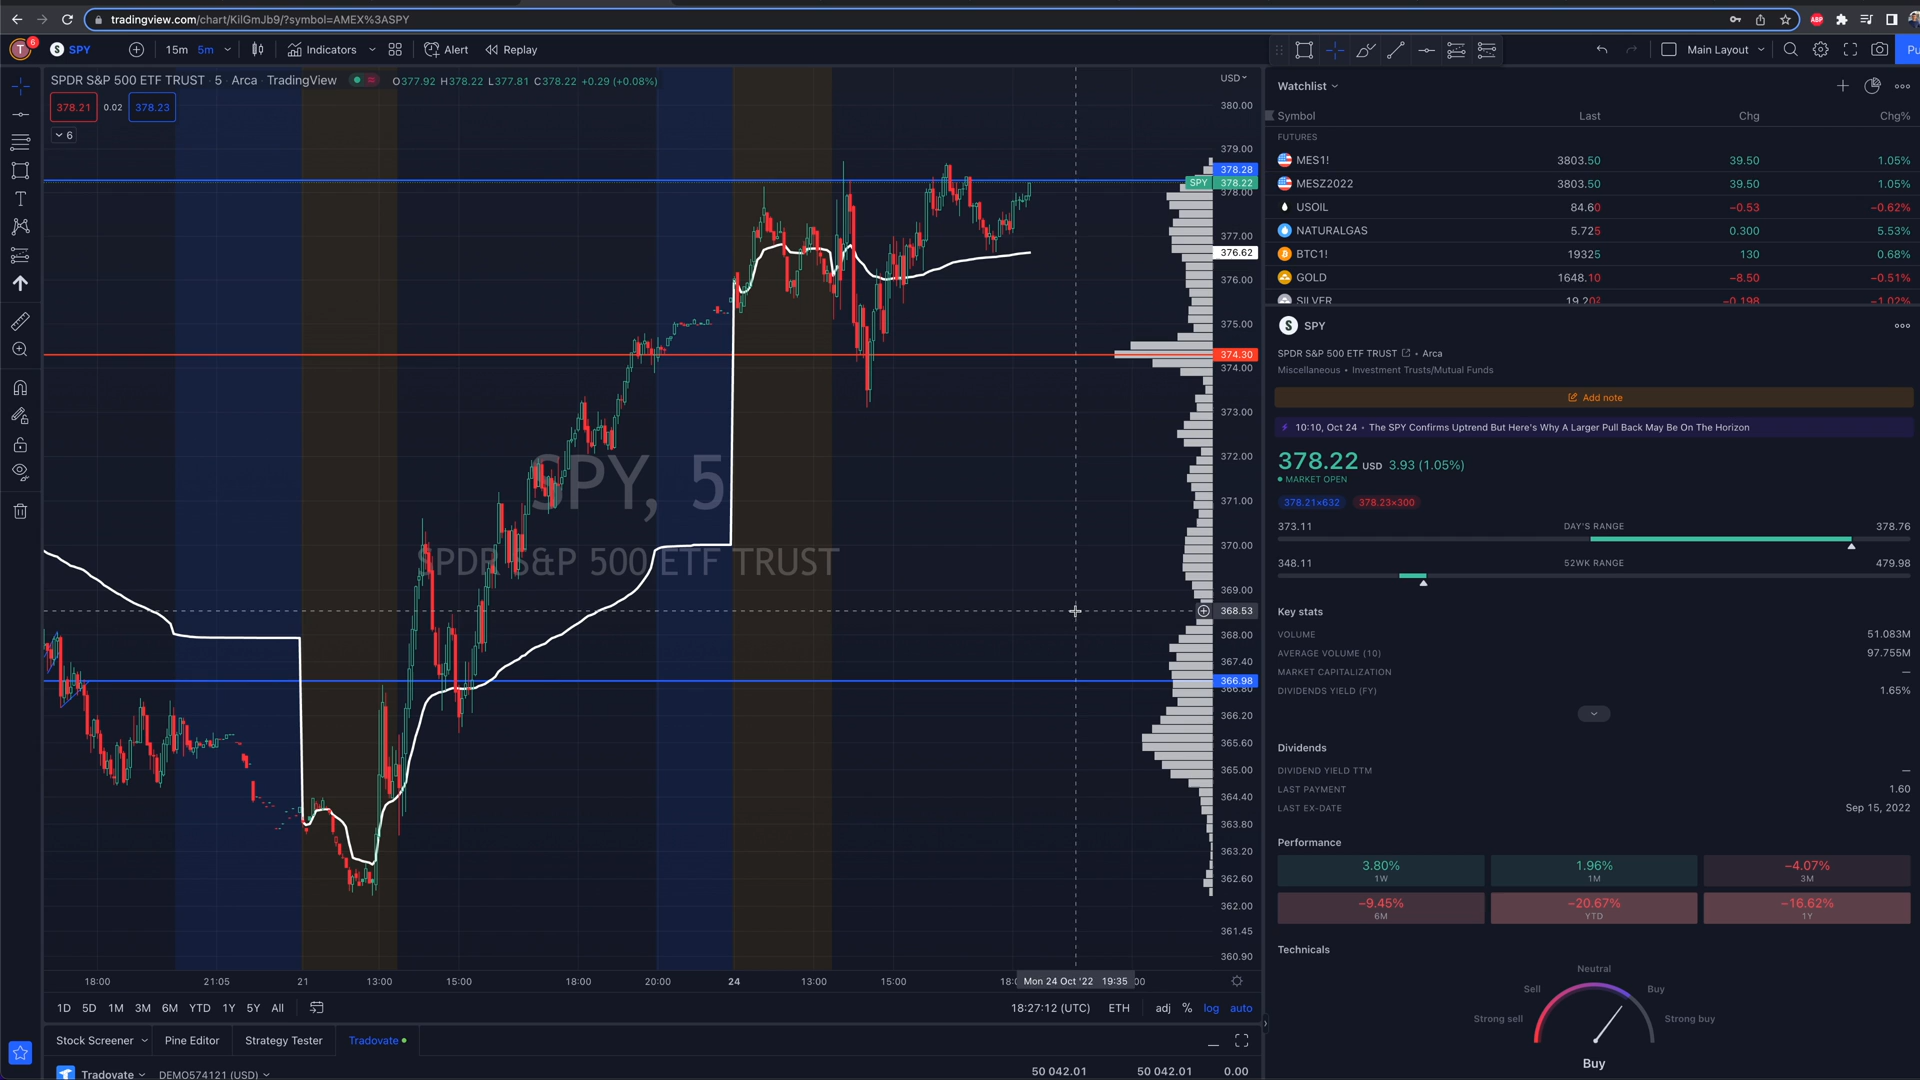 tradingview.com/chart/KilGmJb9/?symbol=AMEX%3ASPY
T 6 S SPY 15m 5m Indicators Alert Replay Main Layout
SPDR S&P 500 ETF TRUST · 5 · Arca · TradingView O377.92 H378.22 L377.81 C378.22 +0.29 (+0.08%)
378.21 0.02 378.23
6
SPY, 5
SPDR S&P 500 ETF TRUST
USD
380.00
379.00
378.28
SPY 378.22
378.00
377.00
376.62
376.00
375.00
374.30
374.00
373.00
372.00
371.00
370.00
369.00
368.53
368.00
367.40
366.98
366.80
366.20
365.60
365.00
364.40
363.80
363.20
362.60
362.00
361.45
360.90
18:00 21:05 21 13:00 15:00 18:00 20:00 24 13:00 15:00 Mon 24 Oct '22 19:35
1D 5D 1M 3M 6M YTD 1Y 5Y All 18:27:12 (UTC) ETH adj % log auto
Stock Screener Pine Editor Strategy Tester Tradovate
Tradovate DEMO574121 (USD) 50 042.01 50 042.01 0.00
Watchlist
Symbol Last Chg Chg%
FUTURES
MES1! 3803.50 39.50 1.05%
MESZ2022 3803.50 39.50 1.05%
USOIL 84.60 −0.53 −0.62%
NATURALGAS 5.725 0.300 5.53%
BTC1! 19325 130 0.68%
GOLD 1648.10 −8.50 −0.51%
SILVER 19.202 −0.198 −1.02%
S SPY
SPDR S&P 500 ETF TRUST • Arca
Miscellaneous • Investment Trusts/Mutual Funds
Add note
10:10, Oct 24 • The SPY Confirms Uptrend But Here's Why A Larger Pull Back May Be On The Horizon
378.22 USD 3.93 (1.05%)
MARKET OPEN
378.21×632 378.23×300
373.11 DAY'S RANGE 378.76
348.11 52WK RANGE 479.98
Key stats
VOLUME 51.083M
AVERAGE VOLUME (10) 97.755M
MARKET CAPITALIZATION —
DIVIDENDS YIELD (FY) 1.65%
Dividends
DIVIDEND YIELD TTM —
LAST PAYMENT 1.60
LAST EX-DATE Sep 15, 2022
Performance
3.80% 1.96% −4.07%
1W 1M 3M
−9.45% −20.67% −16.62%
6M YTD 1Y
Technicals
Neutral
Sell Buy
Strong sell Strong buy
Buy